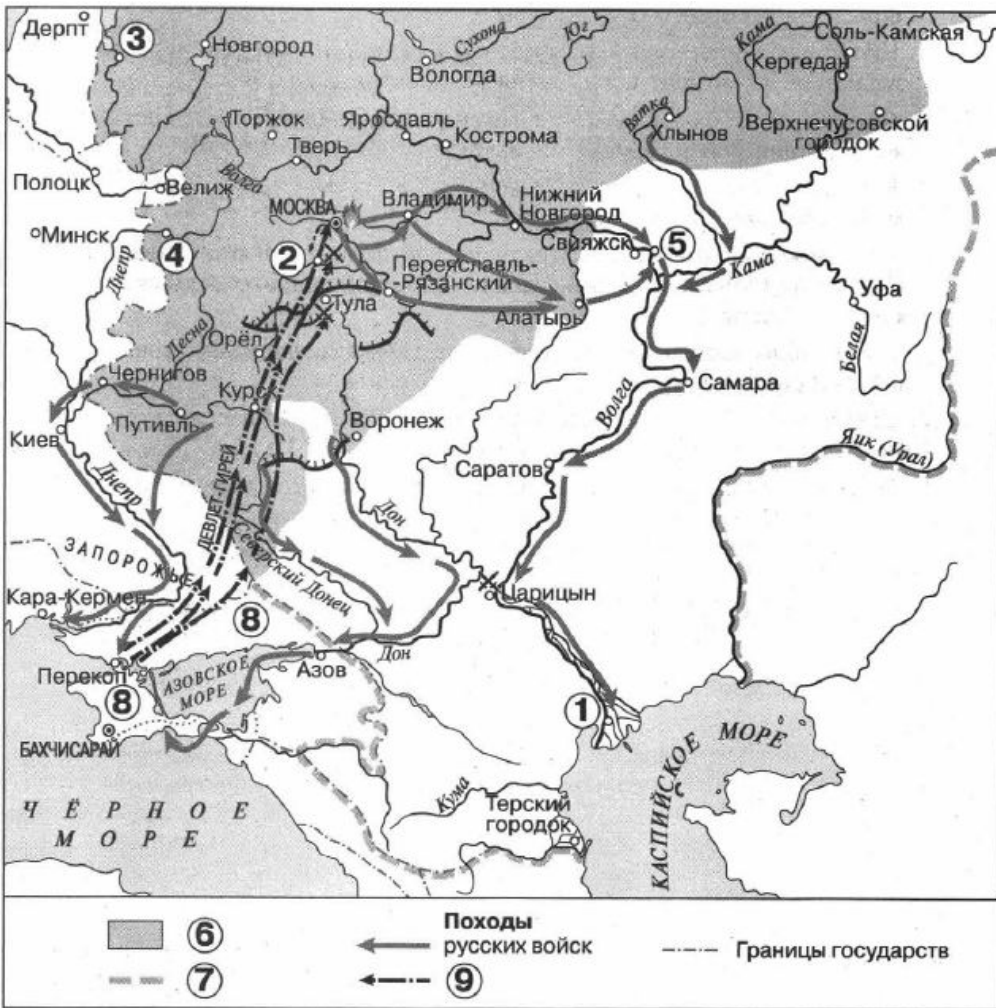 Дерпт
③
Новгород
Сухона
Юг
Кама
Соль-Камская
Кергедан
Вологда
Вятка
Хлынов
Верхнечусовской
городок
Торжок
Ярославль
Кострома
Тверь
Полоцк
Велиж
Волга
МОСКВА
Владимир
Нижний
Новгород
Минск
④
Днепр
②
Свияжск
⑤
Кама
Переяславль-
-Рязанский
Тула
Алатырь
Уфа
Белая
Десна
Орёл
Чернигов
Курск
Самара
Волга
Киев
Путивль
Воронеж
Яик (Урал)
Саратов
Днепр
ДЕВЛЕТ-ГИРЕЙ
Дон
Северский Донец
ЗАПОРОЖЬЕ
Кара-Кермен
⑧
Царицын
Перекоп
АЗОВСКОЕ
МОРЕ
Азов
Дон
⑧
БАХЧИСАРАЙ
①
КАСПИЙСКОЕ МОРЕ
Кума
Терский
городок
ЧЁРНОЕ
МОРЕ
⑥
Походы
русских войск
Границы государств
⑦
⑨